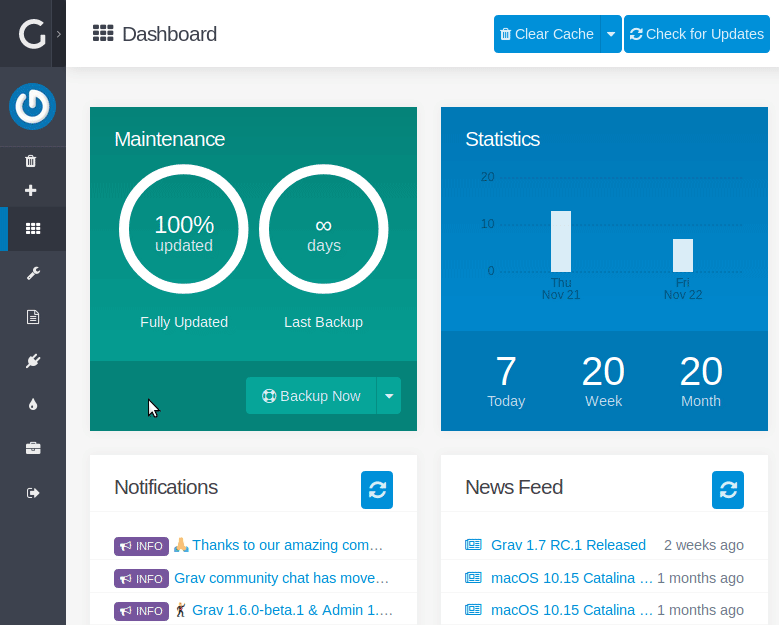 Dashboard
Clear Cache
Check for Updates
Maintenance
100%
updated
∞
days
Fully Updated
Last Backup
Backup Now
Statistics
20
10
0
Thu
Nov 21
Fri
Nov 22
7
Today
20
Week
20
Month
Notifications
INFO 🙏 Thanks to our amazing com…
INFO Grav community chat has move…
INFO 🕺 Grav 1.6.0-beta.1 & Admin 1.…
News Feed
Grav 1.7 RC.1 Released 2 weeks ago
macOS 10.15 Catalina … 1 months ago
macOS 10.15 Catalina … 1 months ago